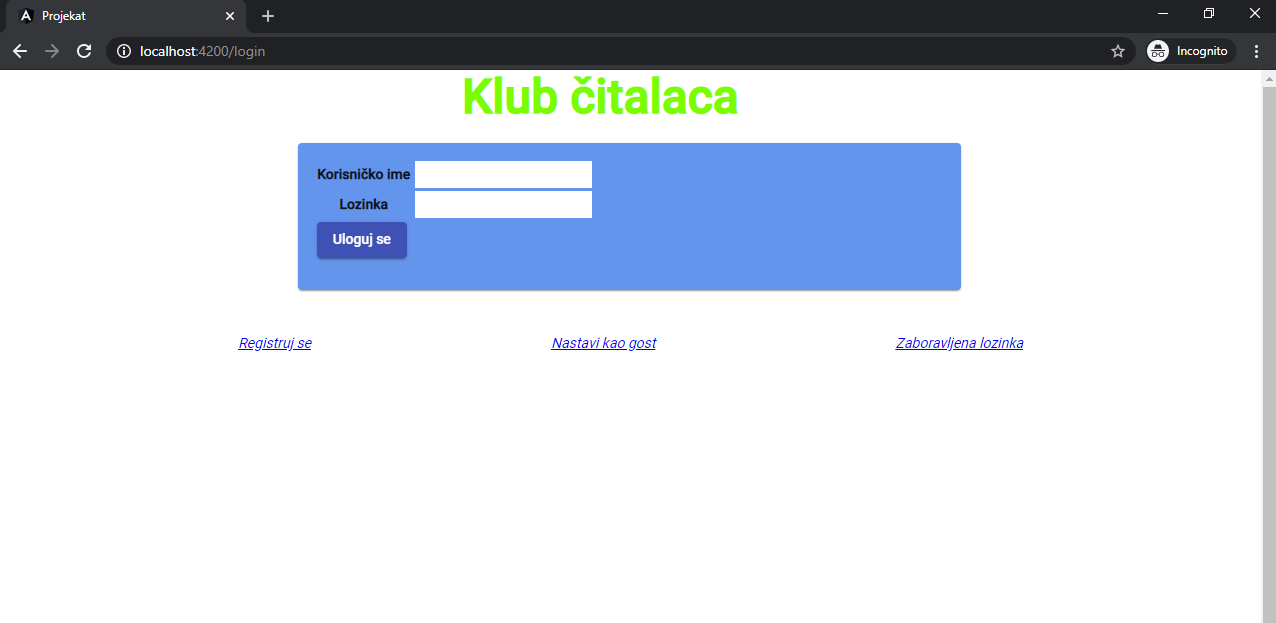 Projekat
localhost:4200/login
Incognito
Klub čitalaca
Korisničko ime
Lozinka
Uloguj se
Registruj se Nastavi kao gost Zaboravljena lozinka